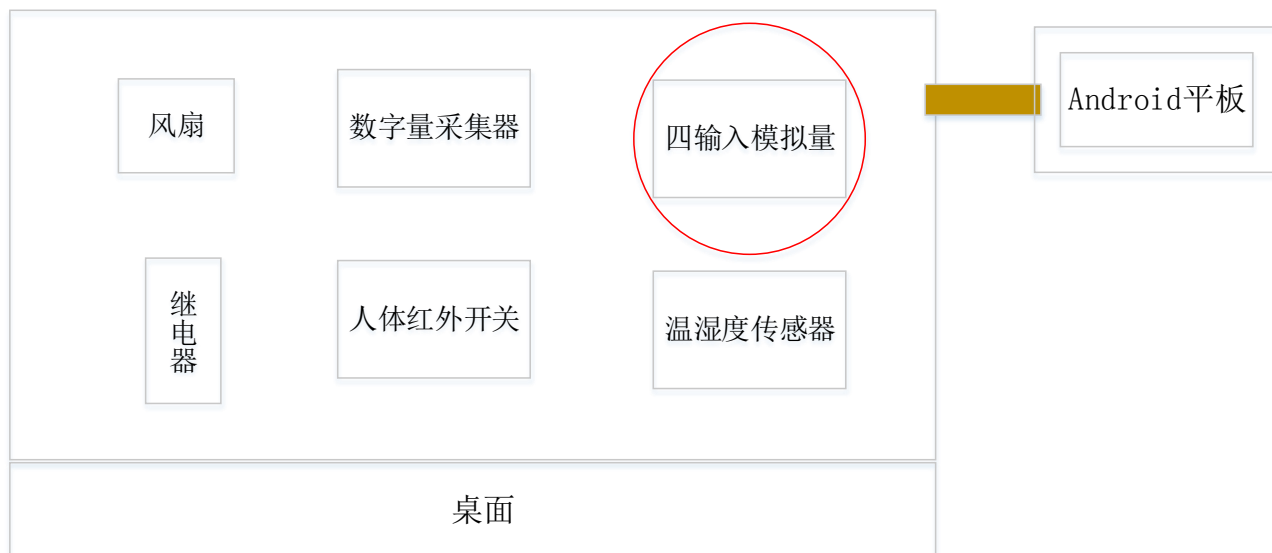 风扇
数字量采集器
四输入模拟量
Android平板
继电器
人体红外开关
温湿度传感器
桌面